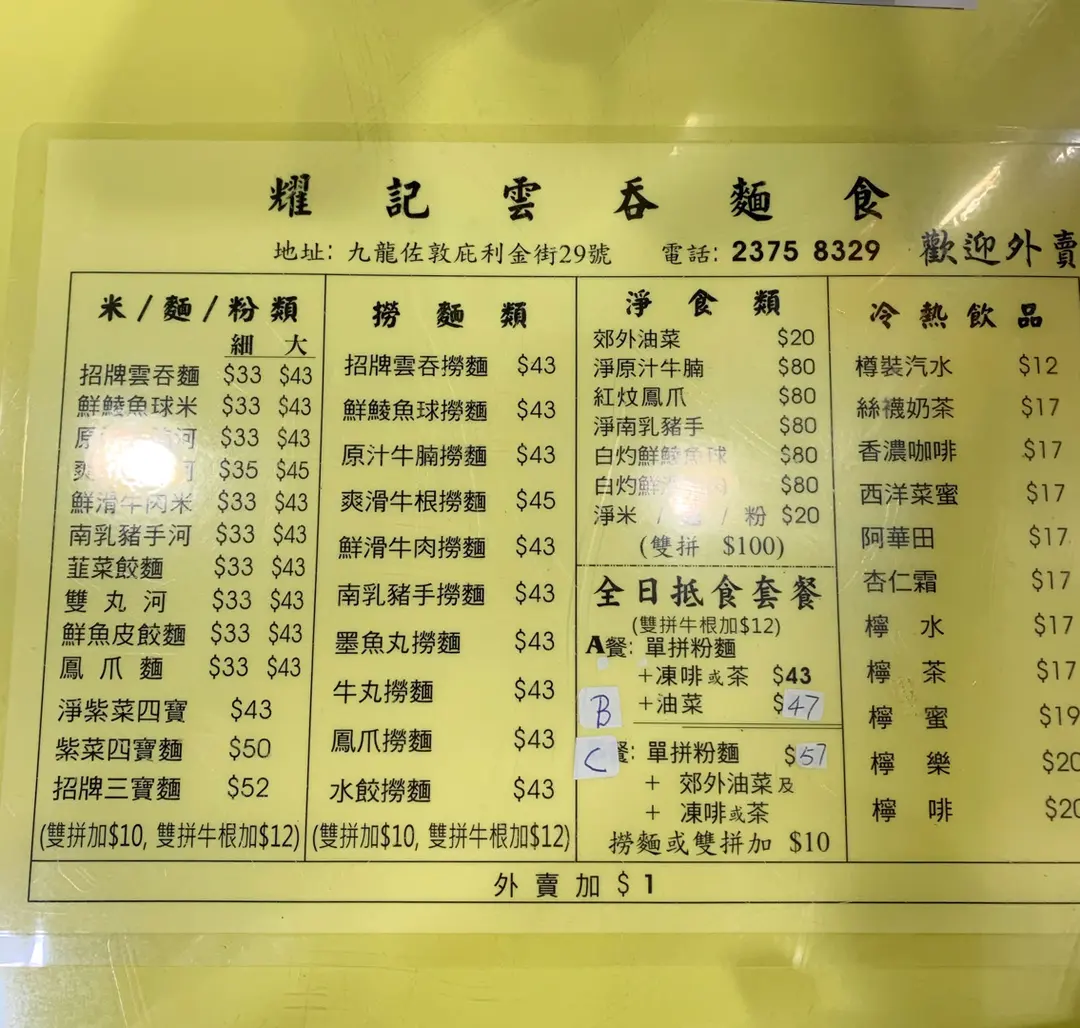 耀記雲吞麵食
地址: 九龍佐敦庇利金街29號 電話: 2375 8329 歡迎外賣
米/麵/粉類
細 大
招牌雲吞麵 $33 $43
鮮鯪魚球米 $33 $43
原 河 $33 $43
爽 河 $35 $45
鮮滑牛肉米 $33 $43
南乳豬手河 $33 $43
韮菜餃麵 $33 $43
雙丸河 $33 $43
鮮魚皮餃麵 $33 $43
鳳爪麵 $33 $43
淨紫菜四寶 $43
紫菜四寶麵 $50
招牌三寶麵 $52
(雙拼加$10, 雙拼牛根加$12)
撈麵類
招牌雲吞撈麵 $43
鮮鯪魚球撈麵 $43
原汁牛腩撈麵 $43
爽滑牛根撈麵 $45
鮮滑牛肉撈麵 $43
南乳豬手撈麵 $43
墨魚丸撈麵 $43
牛丸撈麵 $43
鳳爪撈麵 $43
水餃撈麵 $43
(雙拼加$10, 雙拼牛根加$12)
淨食類
郊外油菜 $20
淨原汁牛腩 $80
紅炆鳳爪 $80
淨南乳豬手 $80
白灼鮮鯪魚球 $80
白灼鮮 $80
淨米/麵/粉 $20
(雙拼 $100)
全日抵食套餐
(雙拼牛根加$12)
A餐: 單拼粉麵
+凍啡或茶 $43
B +油菜 $47
C 餐: 單拼粉麵 $57
+ 郊外油菜及
+ 凍啡或茶
撈麵或雙拼加 $10
冷熱飲品
樽裝汽水 $12
絲襪奶茶 $17
香濃咖啡 $17
西洋菜蜜 $17
阿華田 $17
杏仁霜 $17
檸水 $17
檸茶 $17
檸蜜 $19
檸樂 $20
檸啡 $20
外賣加$1